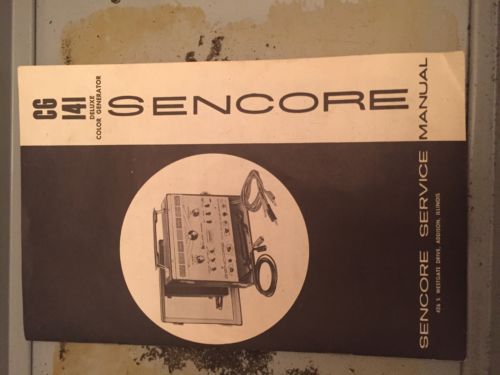 CG
141
DELUXE
COLOR GENERATOR
SENCORE
SENCORE SERVICE MANUAL
426 S. WESTGATE DRIVE, ADDISON, ILLINOIS